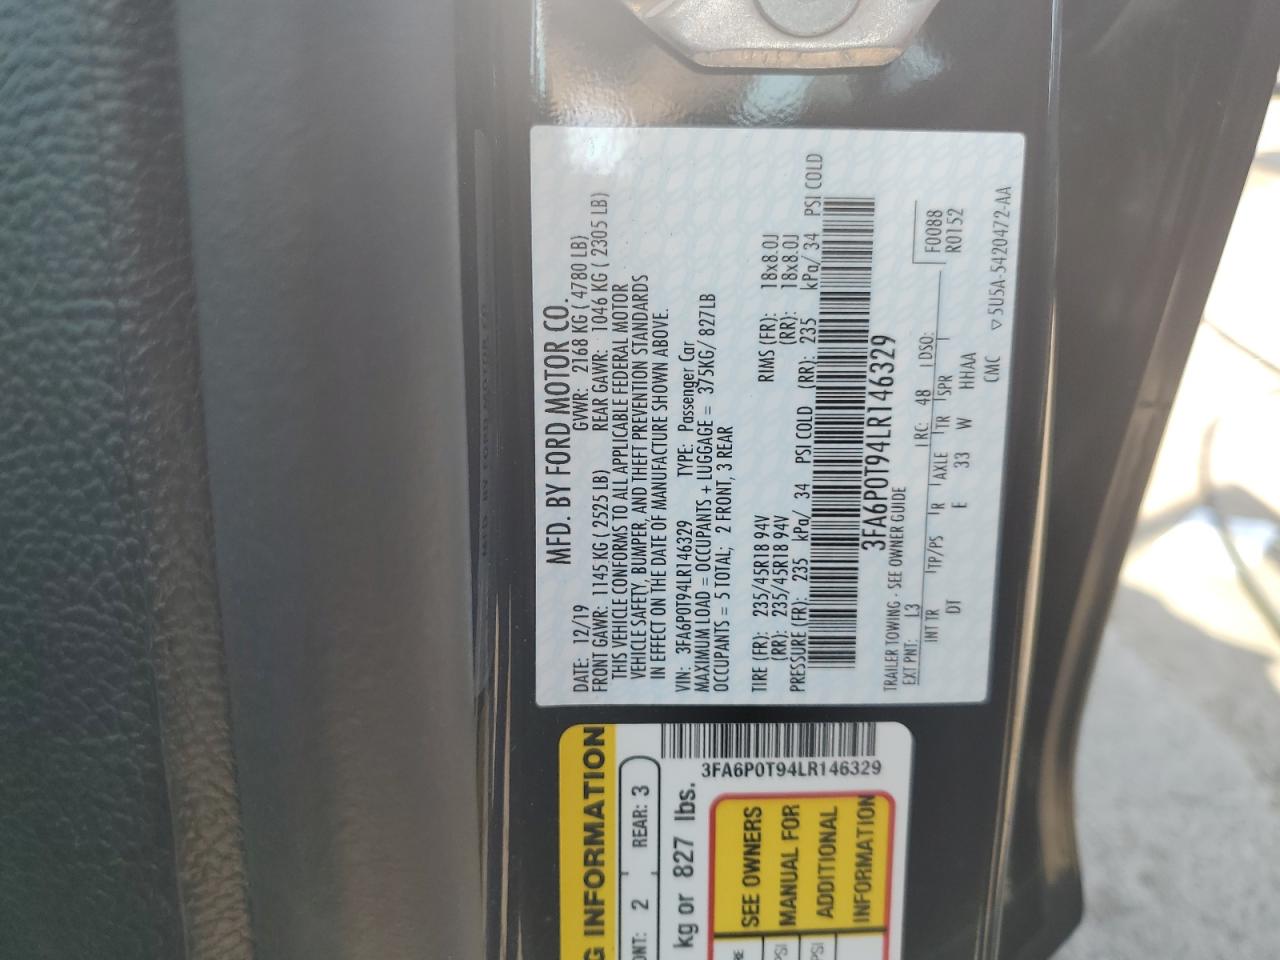 MFD. BY FORD MOTOR CO.
DATE: 12/19 GVWR: 2168 KG ( 4780 LB)
FRONT GAWR: 1145 KG ( 2525 LB) REAR GAWR: 1046 KG ( 2305 LB)
THIS VEHICLE CONFORMS TO ALL APPLICABLE FEDERAL MOTOR
VEHICLE SAFETY, BUMPER, AND THEFT PREVENTION STANDARDS
IN EFFECT ON THE DATE OF MANUFACTURE SHOWN ABOVE.
VIN: 3FA6P0T94LR146329 TYPE: Passenger Car
MAXIMUM LOAD = OCCUPANTS + LUGGAGE = 375KG/ 827LB
OCCUPANTS = 5 TOTAL; 2 FRONT, 3 REAR
TIRE (FR): 235/45R18 94V RIMS (FR): 18x8.0J
(RR): 235/45R18 94V (RR): 18x8.0J
PRESSURE (FR): 235 kPa/ 34 PSI COLD (RR): 235 kPa/ 34 PSI COLD
3FA6P0T94LR146329
TRAILER TOWING - SEE OWNER GUIDE
EXT PNT: L3 RC: 48 DSO: F0088
INT TR TP/PS R AXLE TR SPR R0152
DT E 33 W HHAA
CMC ▽5U5A-5420472-AA
G INFORMATION
ONT: 2 REAR: 3
kg or 827 lbs.
3FA6P0T94LR146329
SEE OWNERS
MANUAL FOR
ADDITIONAL
INFORMATION
RE
PSI
PSI